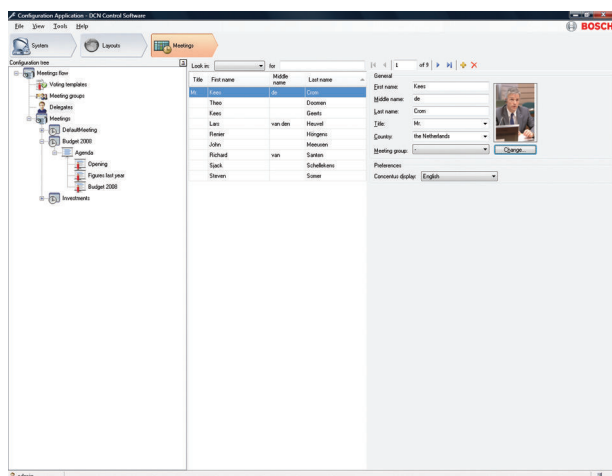 Configuration Application - DCN Control Software
File View Tools Help
BOSCH
System Layouts Meetings
Configuration tree
Meetings flow
Voting templates
Meeting groups
Delegates
Meetings
DefaultMeeting
Budget 2008
Agenda
Opening
Figures last year
Budget 2008
Investments
Look in: for
Title First name Middle name Last name
Mr. Kees de Crom
Theo Doomen
Kees Geerts
Lars van den Heuvel
Renier Höngens
John Meeuwen
Richard van Santen
Sjack Schellekens
Steven Somer
1 of 9
General
First name: Kees
Middle name: de
Last name: Crom
Title: Mr.
Country: the Netherlands
Meeting group: -
Change...
Preferences
Concentus display: English
admin